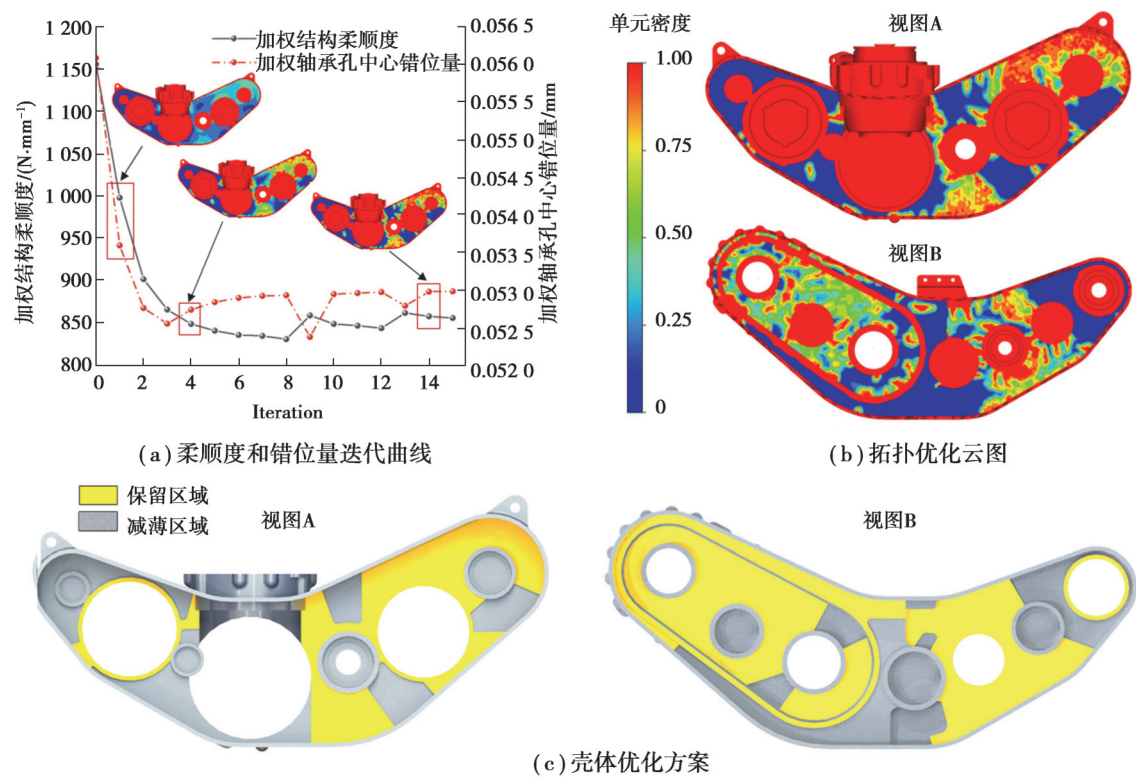 加权结构柔顺度/(N·mm⁻¹)
1 200
1 150
1 100
1 050
1 000
950
900
850
800
加权结构柔顺度
加权轴承孔中心错位量
0.056 5
0.056 0
0.055 5
0.055 0
0.054 5
0.054 0
0.053 5
0.053 0
0.052 5
0.052 0
加权轴承孔中心错位量/mm
0 2 4 6 8 10 12 14
Iteration
(a)柔顺度和错位量迭代曲线
单元密度
1.00
0.75
0.50
0.25
0
视图A
视图B
(b)拓扑优化云图
保留区域
减薄区域
视图A
视图B
(c)壳体优化方案